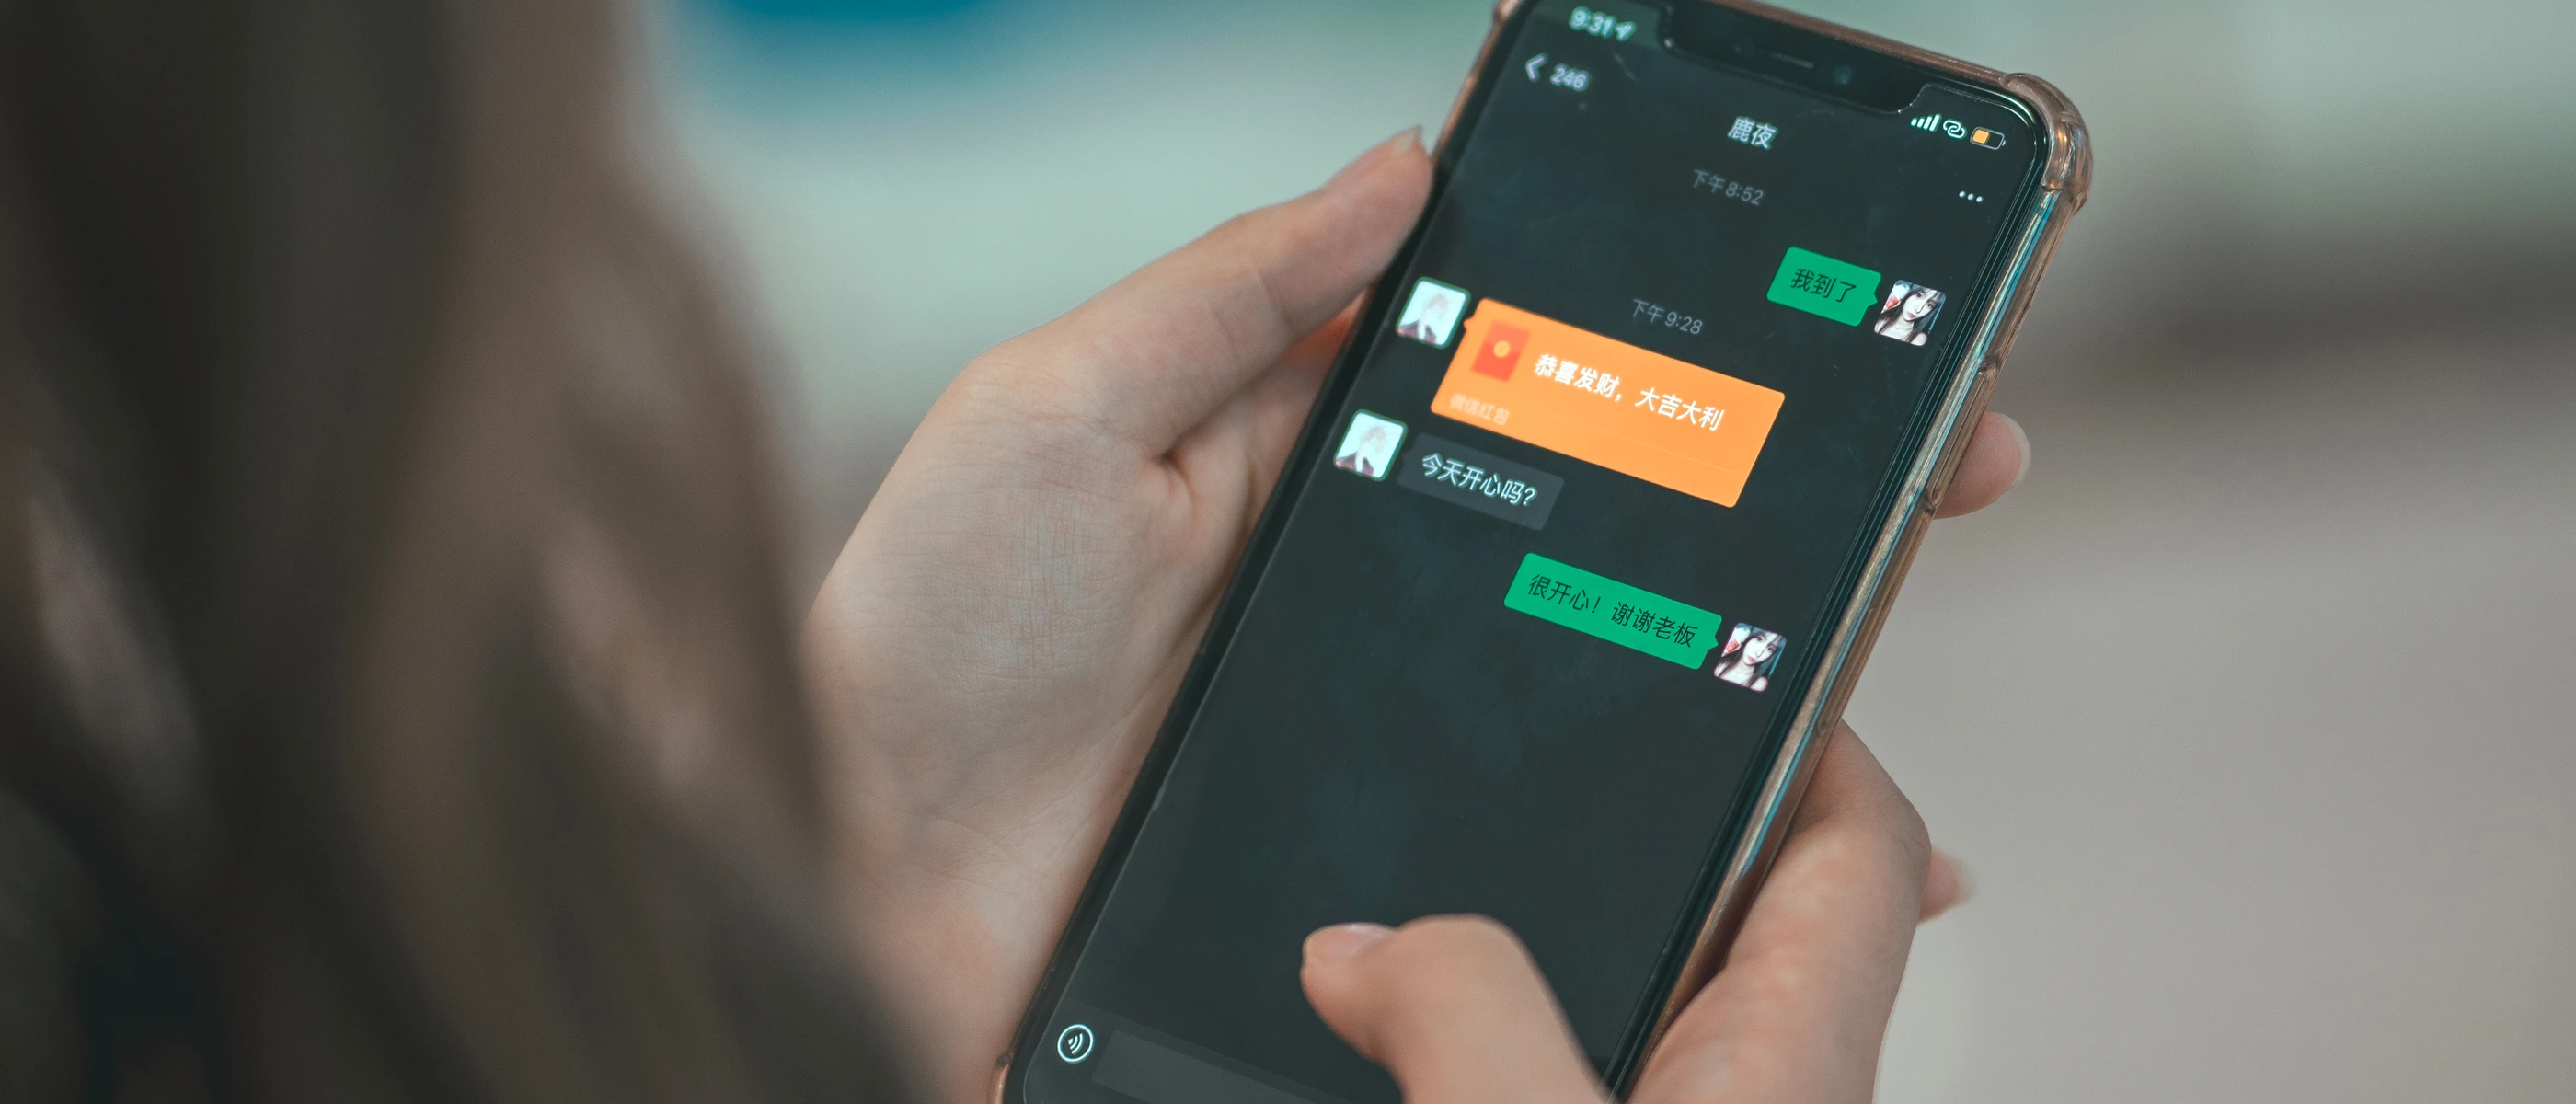 9:31
246
鹿夜
下午8:52
我到了
下午9:28
恭喜发财，大吉大利
微信红包
今天开心吗?
很开心！谢谢老板